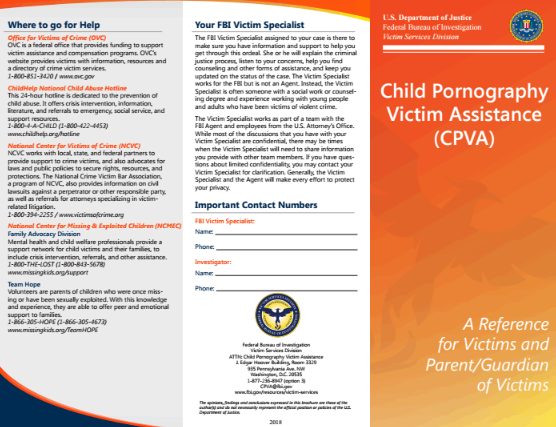 Where to go for Help
Office for Victims of Crime (OVC)
OVC is a federal office that provides funding to support
victim assistance and compensation programs. OVC's
website provides victims with information, resources and
a directory of crime victim services.
1-800-851-3420 / www.ovc.gov
ChildHelp National Child Abuse Hotline
This 24-hour hotline is dedicated to the prevention of
child abuse. It offers crisis intervention, information,
literature, and referrals to emergency, social service, and
support resources.
1-800-4-A-CHILD (1-800-422-4453)
www.childhelp.org/hotline
National Center for Victims of Crime (NCVC)
NCVC works with local, state, and federal partners to
provide support to crime victims, and also advocates for
laws and public policies to secure rights, resources, and
protections. The National Crime Victim Bar Association,
a program of NCVC, also provides information on civil
lawsuits against a perpetrator or other responsible party,
as well as referrals for attorneys specializing in victim-
related litigation.
1-800-394-2255 / www.victimsofcrime.org
National Center for Missing & Exploited Children (NCMEC)
Family Advocacy Division
Mental health and child welfare professionals provide a
support network for child victims and their families, to
include crisis intervention, referrals, and other assistance.
1-800-THE-LOST (1-800-843-5678)
www.missingkids.org/support
Team Hope
Volunteers are parents of children who were once miss-
ing or have been sexually exploited. With this knowledge
and experience, they are able to offer peer and emotional
support to families.
1-866-305-HOPE (1-866-305-4673)
www.missingkids.org/TeamHOPE
Your FBI Victim Specialist
The FBI Victim Specialist assigned to your case is there to
make sure you have information and support to help you
get through this ordeal. She or he will explain the criminal
justice process, listen to your concerns, help you find
counseling and other forms of assistance, and keep you
updated on the status of the case. The Victim Specialist
works for the FBI but is not an Agent. Instead, the Victim
Specialist is often someone with a social work or counsel-
ing degree and experience working with young people
and adults who have been victims of violent crime.
The Victim Specialist works as part of a team with the
FBI Agent and employees from the U.S. Attorney's Office.
While most of the discussions that you have with your
Victim Specialist are confidential, there may be times
when the Victim Specialist will need to share information
you provide with other team members. If you have ques-
tions about limited confidentiality, you may contact your
Victim Specialist for clarification. Generally, the Victim
Specialist and the Agent will make every effort to protect
your privacy.
Important Contact Numbers
FBI Victim Specialist:
Name:
Phone:
Investigator:
Name:
Phone:
Federal Bureau of Investigation
Victim Services Division
ATTN: Child Pornography Victim Assistance
J. Edgar Hoover Building, Room 3329
935 Pennsylvania Ave. NW
Washington, D.C. 20535
1-877-236-8947 (option 3)
CPVA@fbi.gov
www.fbi.gov/resources/victim-services
The opinions, findings and conclusions expressed in this brochure are those of the
author(s) and do not necessarily represent the official position or policies of the U.S.
Department of Justice.
2018
U.S. Department of Justice
Federal Bureau of Investigation
Victim Services Division
Child Pornography
Victim Assistance
(CPVA)
A Reference
for Victims and
Parent/Guardian
of Victims